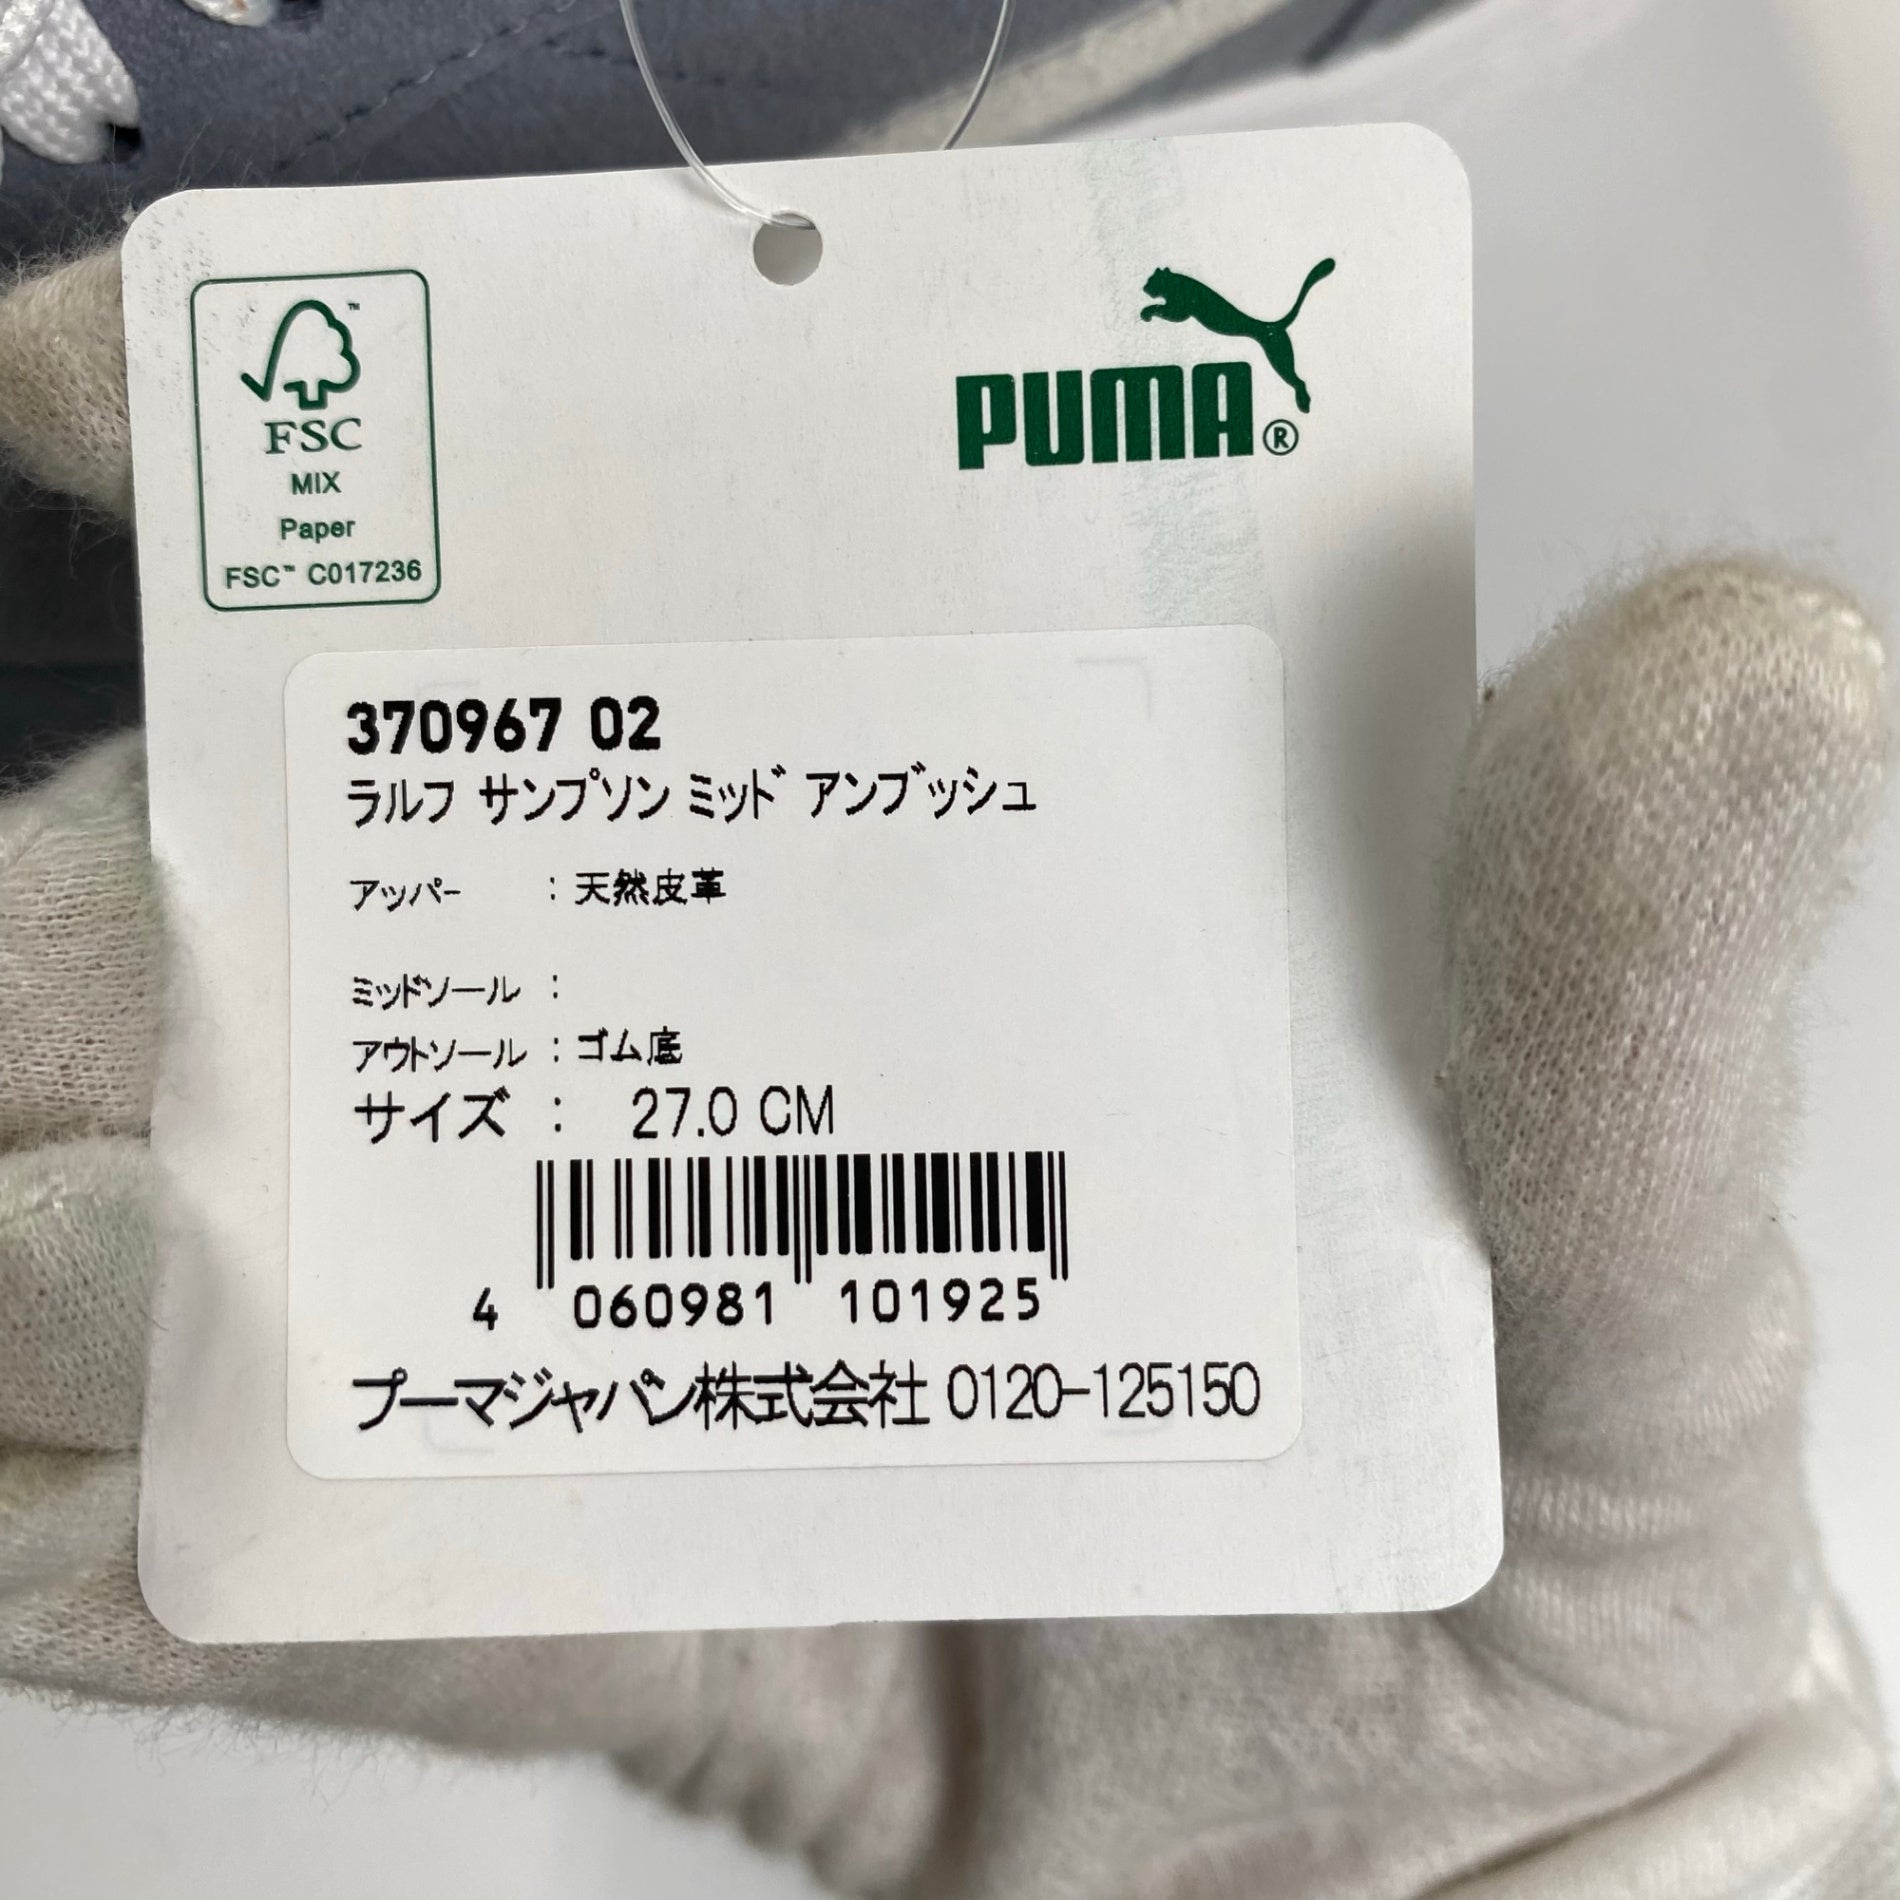 FSC™
MIX
Paper
FSC™ C017236
PUMA®
370967 02
ラルフ サンプソン ミッド アンブッシュ
アッパー : 天然皮革
ミッドソール :
アウトソール : ゴム底
サイズ : 27.0 CM
4 060981 101925
プーマジャパン株式会社 0120-125150